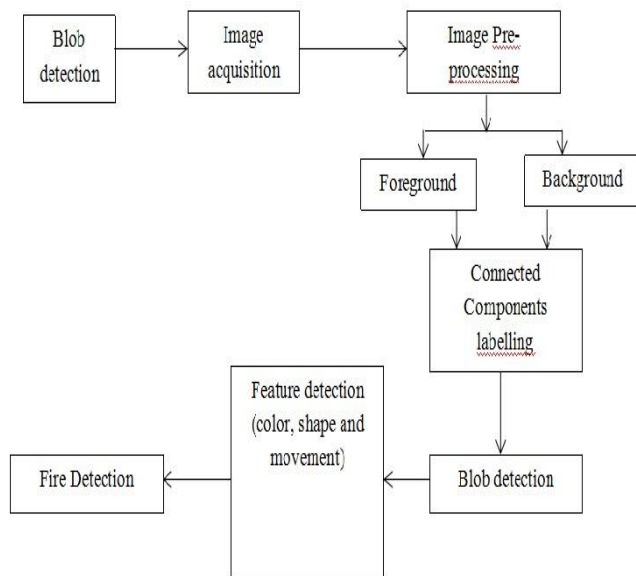 Blob
detection
Image
acquisition
Image Pre-
processing
Foreground
Background
Connected
Components
labelling
Feature detection
(color, shape and
movement)
Fire Detection
Blob detection